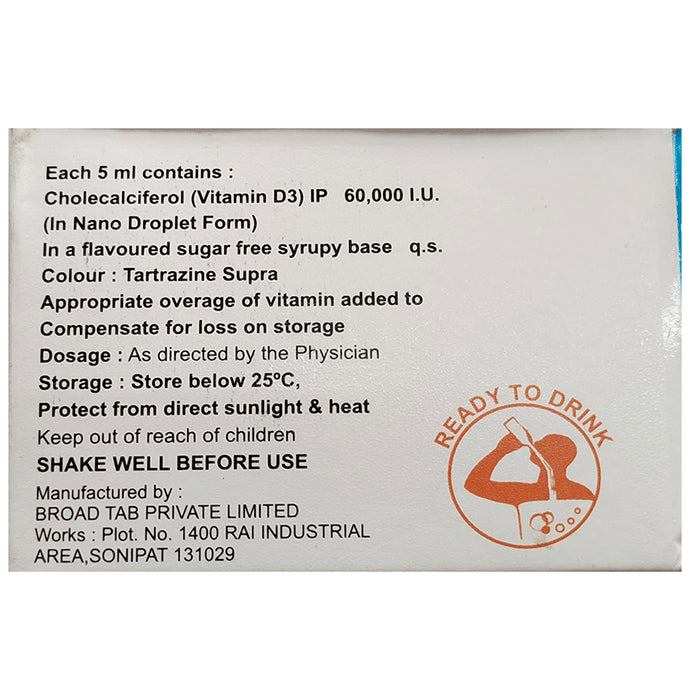 Each 5 ml contains :
Cholecalciferol (Vitamin D3) IP 60,000 I.U.
(In Nano Droplet Form)
In a flavoured sugar free syrupy base q.s.
Colour : Tartrazine Supra
Appropriate overage of vitamin added to
Compensate for loss on storage
Dosage : As directed by the Physician
Storage : Store below 25ºC,
Protect from direct sunlight & heat
Keep out of reach of children
SHAKE WELL BEFORE USE
Manufactured by :
BROAD TAB PRIVATE LIMITED
Works : Plot. No. 1400 RAI INDUSTRIAL
AREA,SONIPAT 131029
READY TO DRINK